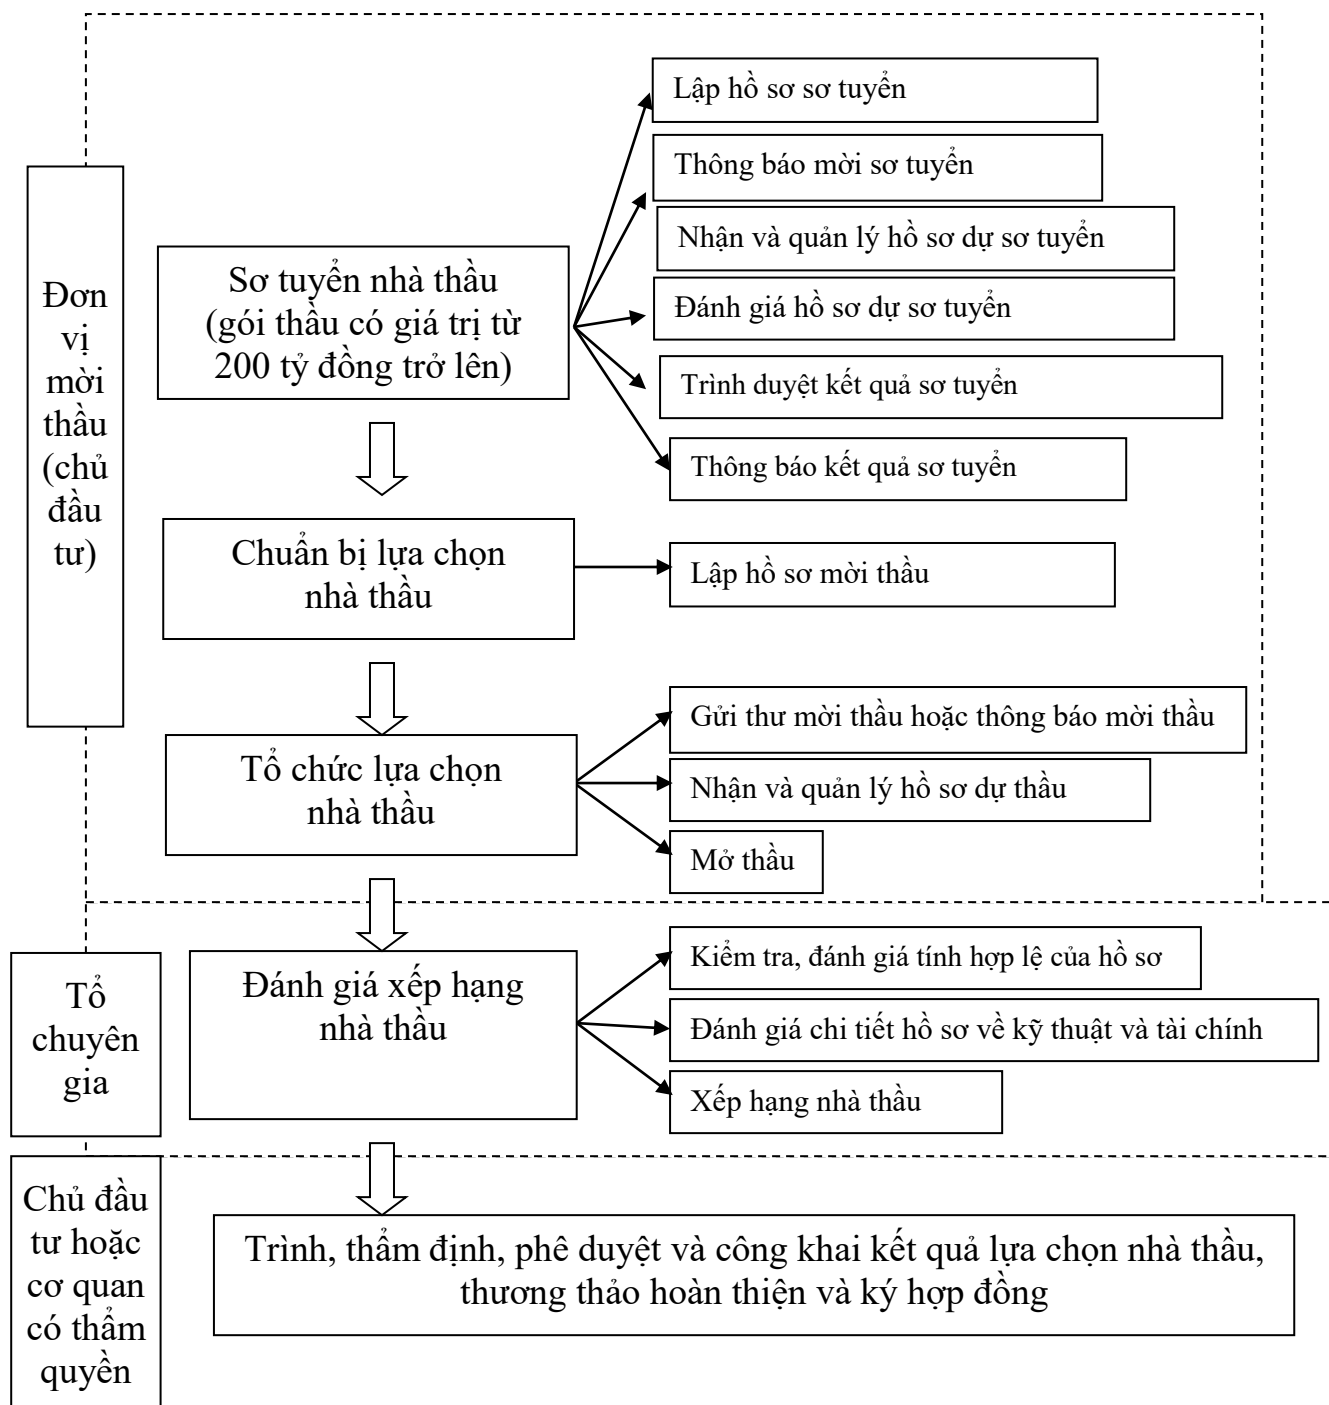 Lập hồ sơ sơ tuyển
Thông báo mời sơ tuyển
Nhận và quản lý hồ sơ dự sơ tuyển
Đánh giá hồ sơ dự sơ tuyển
Trình duyệt kết quả sơ tuyển
Thông báo kết quả sơ tuyển
Đơn
vị
mời
thầu
(chủ
đầu
tư)
Sơ tuyển nhà thầu
(gói thầu có giá trị từ
200 tỷ đồng trở lên)
Chuẩn bị lựa chọn
nhà thầu
Lập hồ sơ mời thầu
Tổ chức lựa chọn
nhà thầu
Gửi thư mời thầu hoặc thông báo mời thầu
Nhận và quản lý hồ sơ dự thầu
Mở thầu
Tổ
chuyên
gia
Đánh giá xếp hạng
nhà thầu
Kiểm tra, đánh giá tính hợp lệ của hồ sơ
Đánh giá chi tiết hồ sơ về kỹ thuật và tài chính
Xếp hạng nhà thầu
Chủ đầu
tư hoặc
cơ quan
có thẩm
quyền
Trình, thẩm định, phê duyệt và công khai kết quả lựa chọn nhà thầu,
thương thảo hoàn thiện và ký hợp đồng